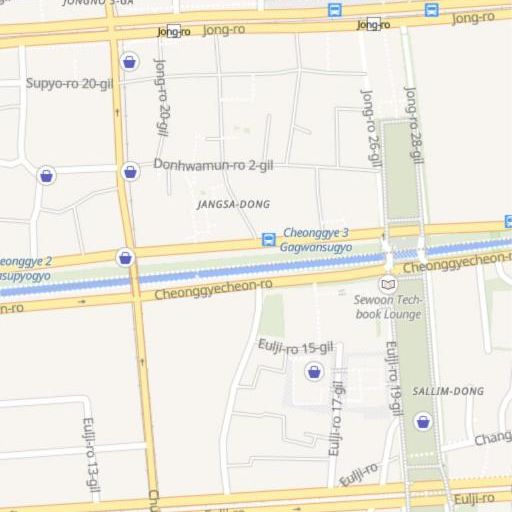 JONGNO 3-GA
Jong-ro
Jong-ro
Jong-ro
Jong-ro
Supyo-ro 20-gil
Jong-ro 20-gil
Jong-ro 26-gil
Jong-ro 28-gil
Donhwamun-ro 2-gil
JANGSA-DONG
Cheonggye 3
Gagwansugyo
Cheonggye 2
Cheonggyecheon-ro
Cheonggyecheon-ro
Sewoon Tech-
book Lounge
Eulji-ro 15-gil
Eulji-ro 17-gil
Eulji-ro 19-gil
SALLIM-DONG
Eulji-ro 13-gil
Eulji-ro
Eulji-ro
Eulji-ro